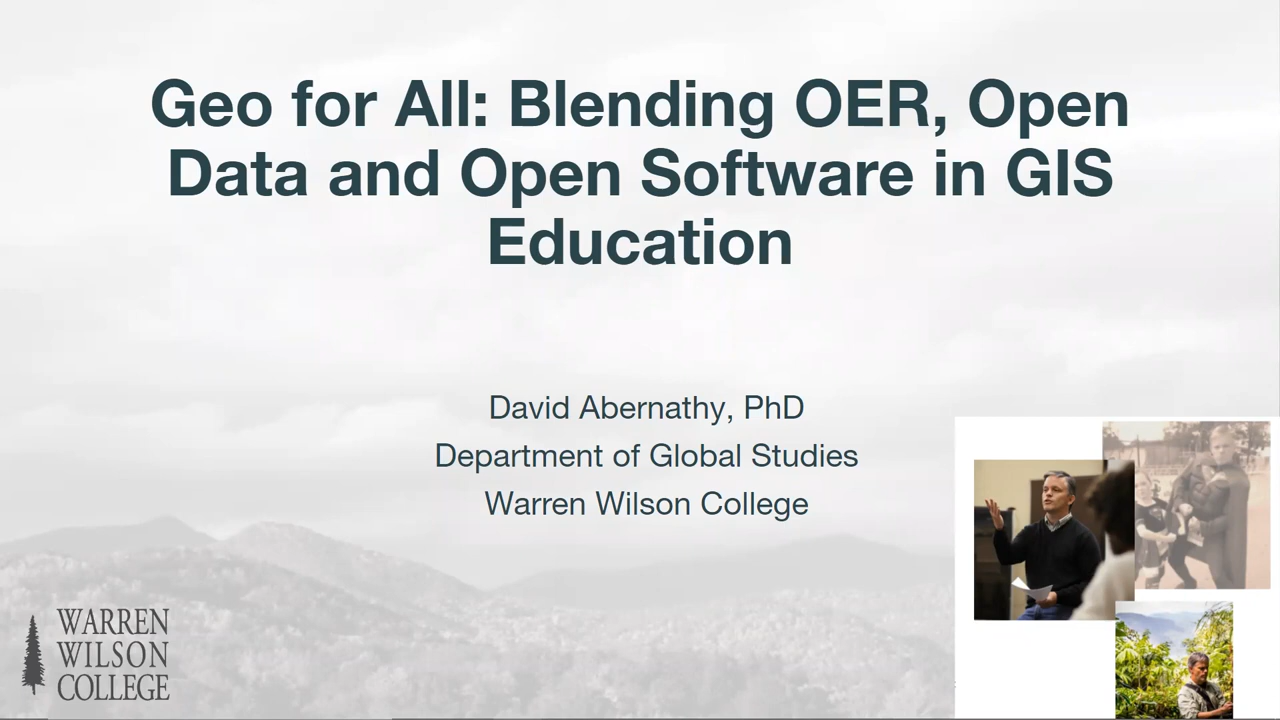 Geo for All: Blending OER, Open
Data and Open Software in GIS
Education
David Abernathy, PhD
Department of Global Studies
Warren Wilson College
WARREN
WILSON
COLLEGE